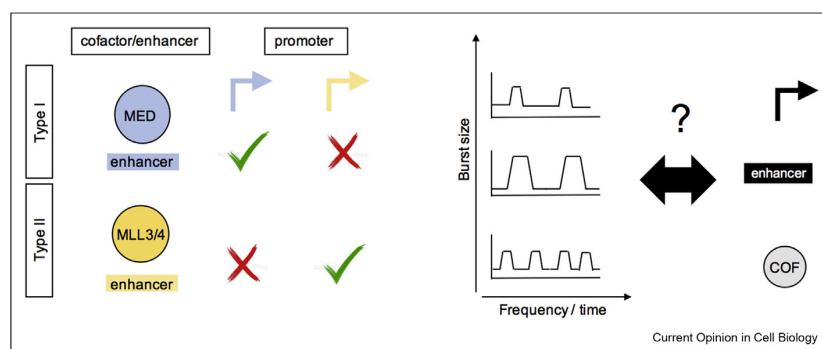 cofactor/enhancer
promoter
Type I
MED
enhancer
Type II
MLL3/4
enhancer
Burst size
Frequency / time
?
enhancer
COF
Current Opinion in Cell Biology